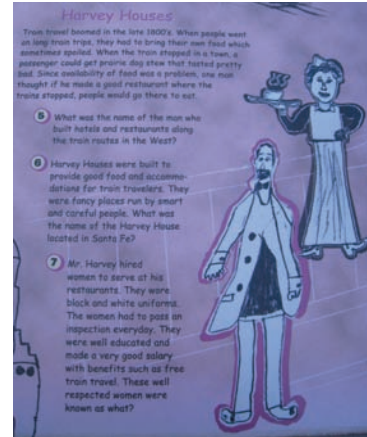 Harvey Houses
Train travel boomed in the late 1800's. When people went
on long train trips, they had to bring their own food which
sometimes spoiled. When the train stopped in a town, a
passenger could get prairie dog stew that tasted pretty
bad. Since availability of food was a problem, one man
thought if he made a good restaurant where the
trains stopped, people would go there to eat.
5 What was the name of the man who
built hotels and restaurants along
the train routes in the West?
6 Harvey Houses were built to
provide good food and accommo-
dations for train travelers. They
were fancy places run by smart
and careful people. What was
the name of the Harvey House
located in Santa Fe?
7 Mr. Harvey hired
women to serve at his
restaurants. They wore
black and white uniforms.
The women had to pass an
inspection everyday. They
were well educated and
made a very good salary
with benefits such as free
train travel. These well
respected women were
known as what?